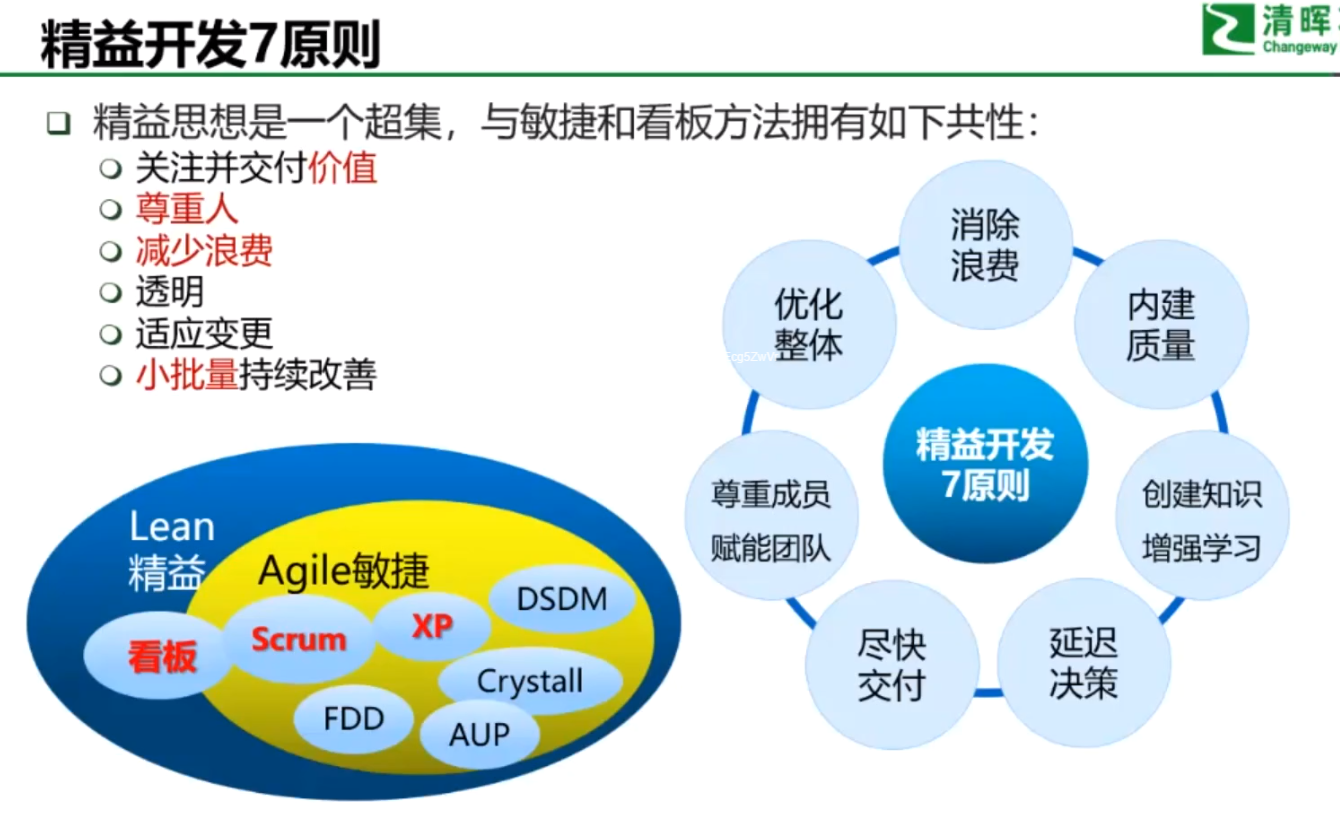 精益开发7原则
清晖
Changeway
精益思想是一个超集，与敏捷和看板方法拥有如下共性：
关注并交付价值
尊重人
减少浪费
透明
适应变更
小批量持续改善
Lean
精益
Agile敏捷
看板
Scrum
XP
DSDM
Crystall
FDD
AUP
消除
浪费
内建
质量
创建知识
增强学习
延迟
决策
尽快
交付
尊重成员
赋能团队
优化
整体
精益开发
7原则